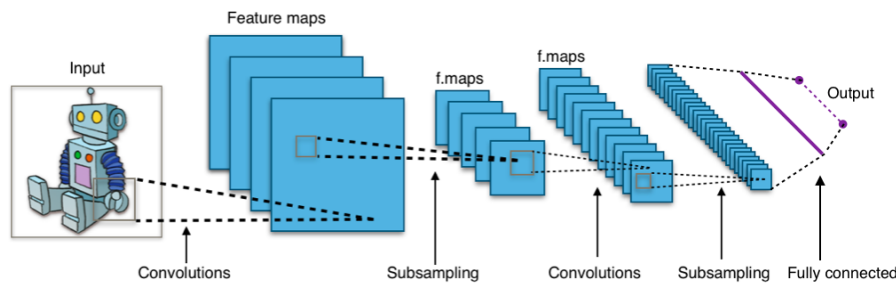 Feature maps
Input
f.maps
f.maps
Output
Convolutions
Subsampling
Convolutions
Subsampling
Fully connected